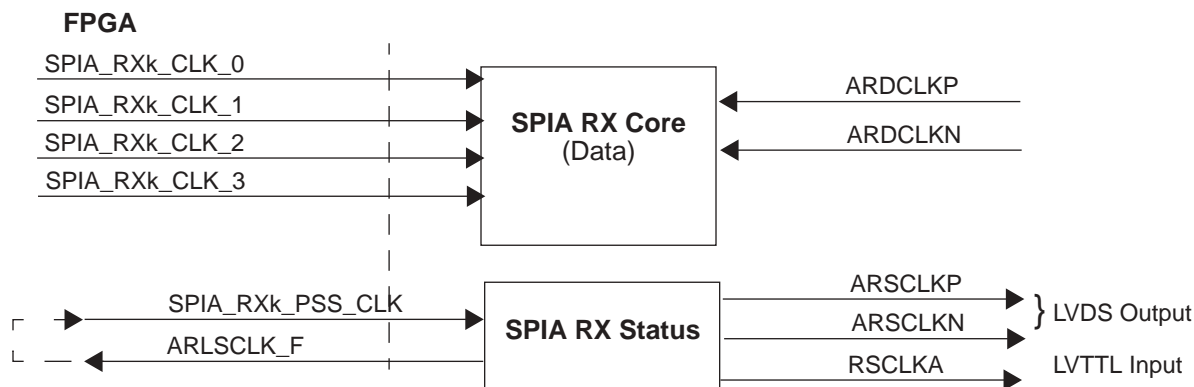 FPGA
SPIA_RXk_CLK_0
SPIA_RXk_CLK_1
SPIA_RXk_CLK_2
SPIA_RXk_CLK_3
SPIA RX Core
(Data)
ARDCLKP
ARDCLKN
SPIA_RXk_PSS_CLK
ARLSCLK_F
SPIA RX Status
ARSCLKP
ARSCLKN
} LVDS Output
RSCLKA
LVTTL Input